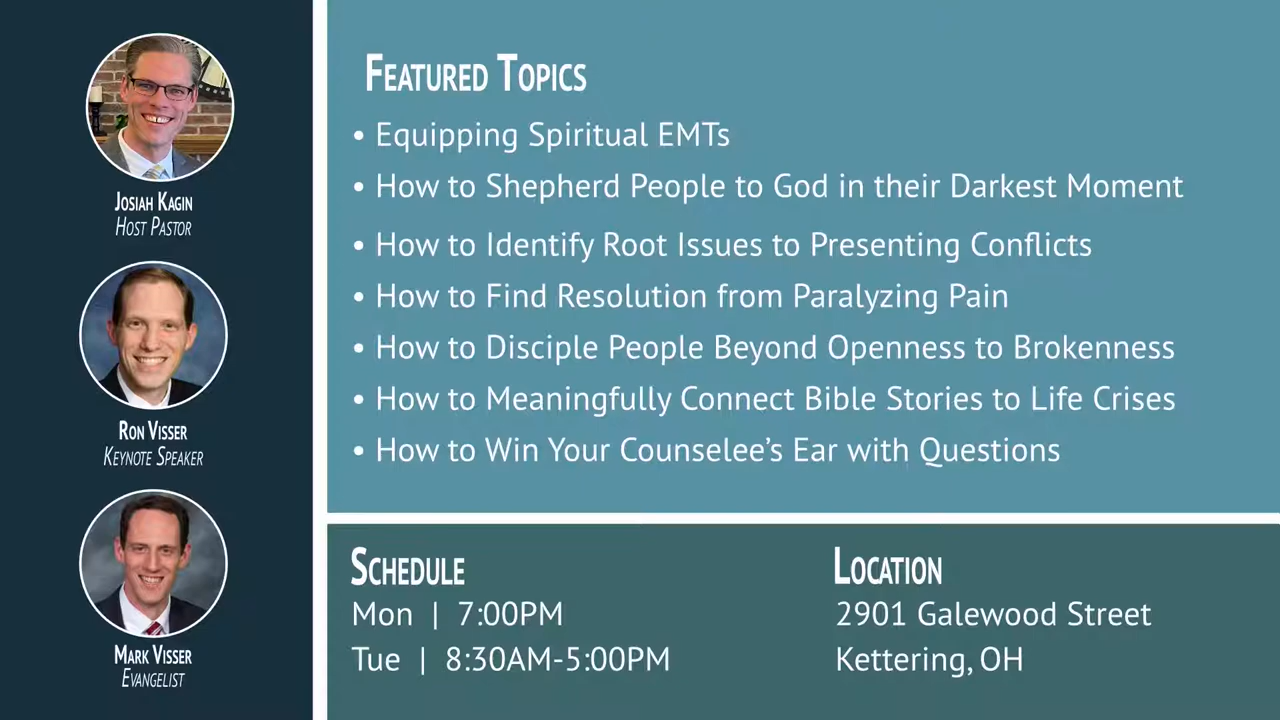 Josiah Kagin
Host Pastor
Ron Visser
Keynote Speaker
Mark Visser
Evangelist
Featured Topics
• Equipping Spiritual EMTs
• How to Shepherd People to God in their Darkest Moment
• How to Identify Root Issues to Presenting Conflicts
• How to Find Resolution from Paralyzing Pain
• How to Disciple People Beyond Openness to Brokenness
• How to Meaningfully Connect Bible Stories to Life Crises
• How to Win Your Counselee’s Ear with Questions
Schedule
Mon | 7:00PM
Tue | 8:30AM-5:00PM
Location
2901 Galewood Street
Kettering, OH